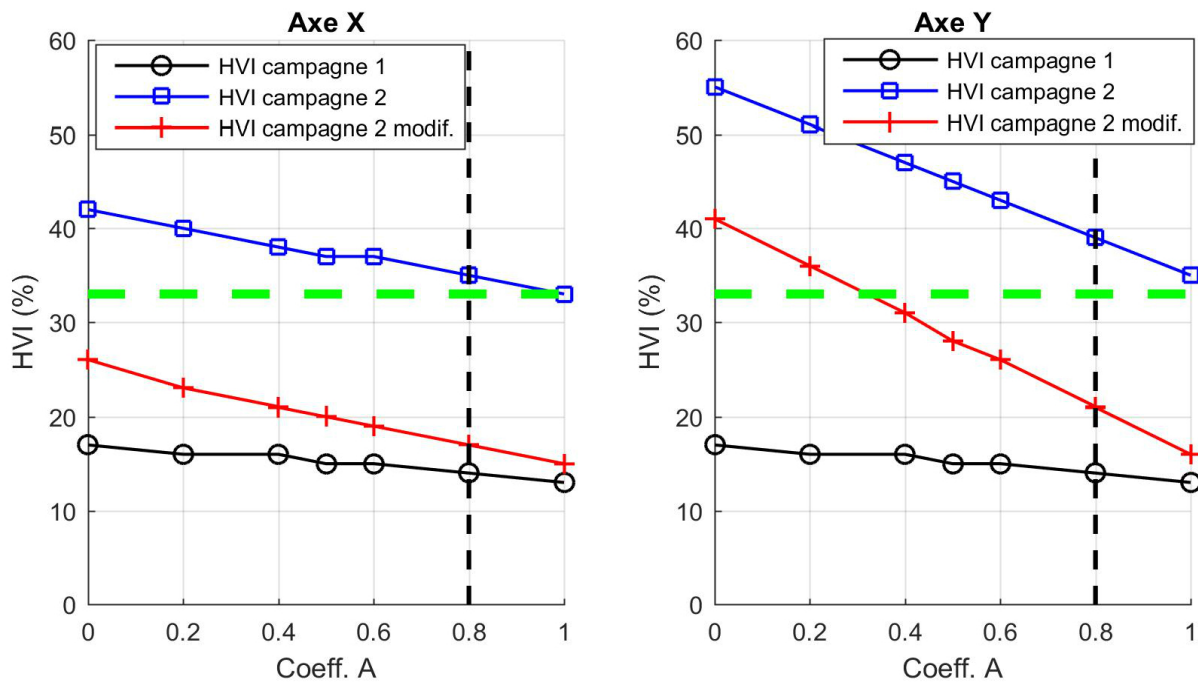 Axe X
60
50
40
30
20
10
0
HVI (%)
HVI campagne 1
HVI campagne 2
HVI campagne 2 modif.
0 0.2 0.4 0.6 0.8 1
Coeff. A
Axe Y
60
50
40
30
20
10
0
HVI (%)
HVI campagne 1
HVI campagne 2
HVI campagne 2 modif.
0 0.2 0.4 0.6 0.8 1
Coeff. A